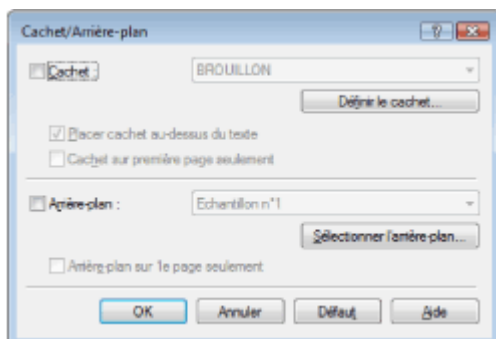 Cachet/Arrière-plan
Cachet :
BROUILLON
Définir le cachet...
Placer cachet au-dessus du texte
Cachet sur première page seulement
Arrière-plan :
Echantillon n°1
Sélectionner l'arrière-plan...
Arrière-plan sur 1e page seulement
OK
Annuler
Défaut
Aide